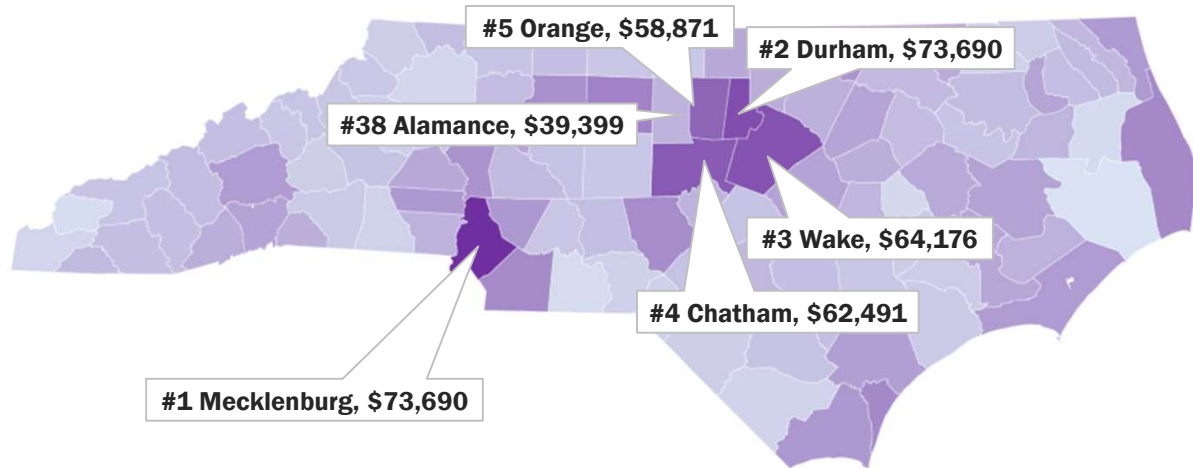 #5 Orange, $58,871
#2 Durham, $73,690
#38 Alamance, $39,399
#3 Wake, $64,176
#4 Chatham, $62,491
#1 Mecklenburg, $73,690